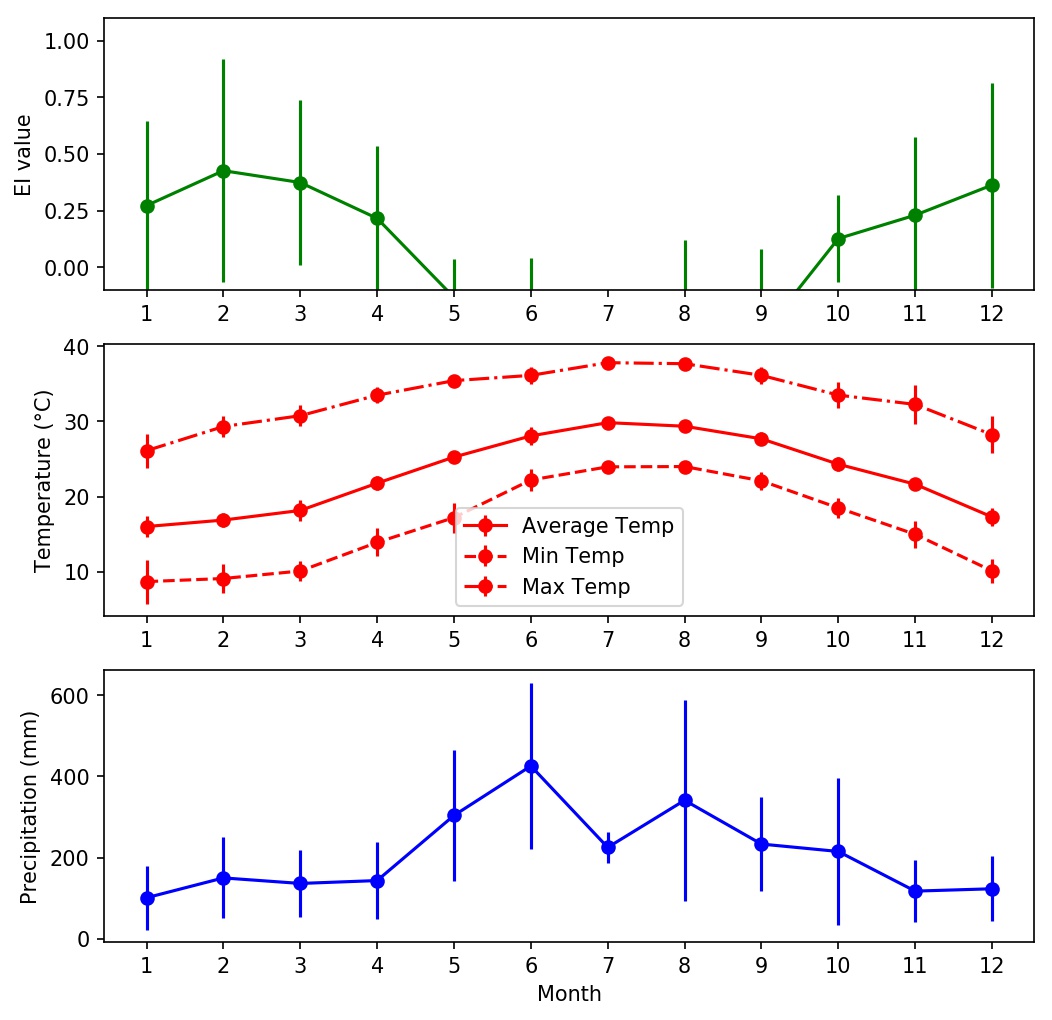 EI value
1.00
0.75
0.50
0.25
0.00
1 2 3 4 5 6 7 8 9 10 11 12
Temperature (°C)
40
30
20
10
Average Temp
Min Temp
Max Temp
1 2 3 4 5 6 7 8 9 10 11 12
Precipitation (mm)
600
400
200
0
1 2 3 4 5 6 7 8 9 10 11 12
Month